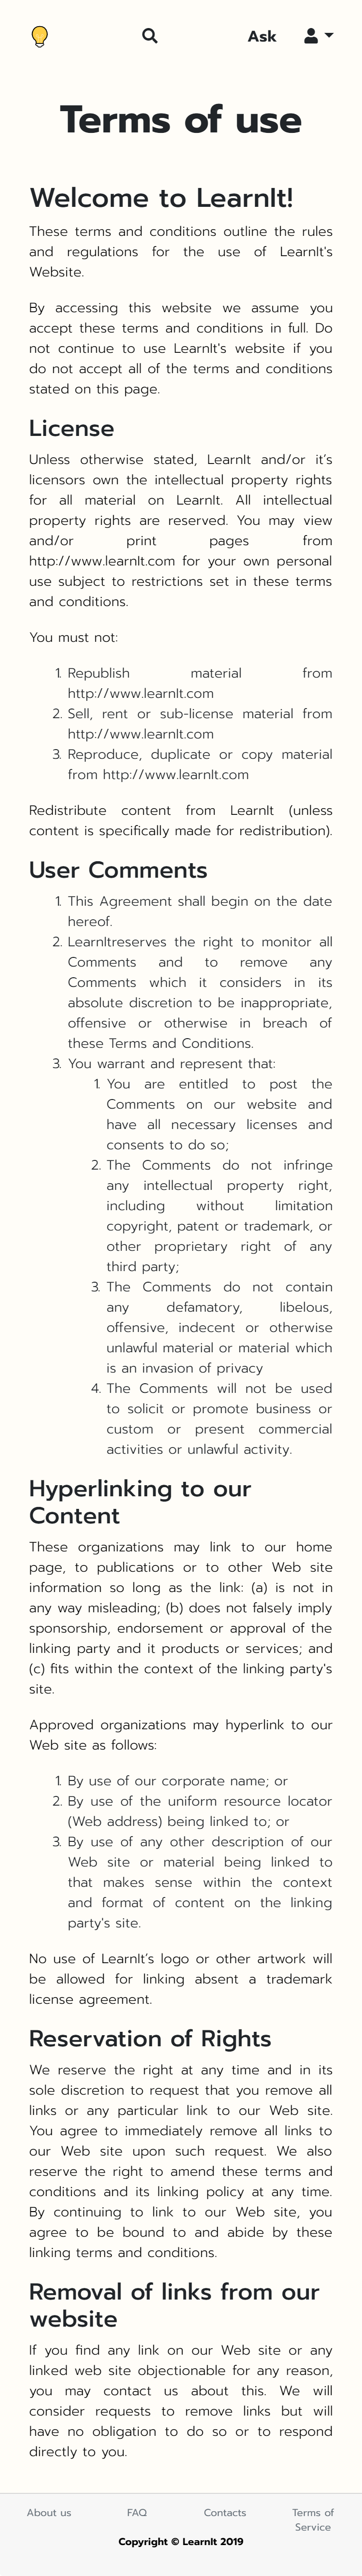 Ask
Terms of use
Welcome to LearnIt!
These terms and conditions outline the rules
and regulations for the use of LearnIt's
Website.
By accessing this website we assume you
accept these terms and conditions in full. Do
not continue to use LearnIt's website if you
do not accept all of the terms and conditions
stated on this page.
License
Unless otherwise stated, LearnIt and/or it’s
licensors own the intellectual property rights
for all material on LearnIt. All intellectual
property rights are reserved. You may view
and/or print pages from
http://www.learnIt.com for your own personal
use subject to restrictions set in these terms
and conditions.
You must not:
1. Republish material from
http://www.learnIt.com
2. Sell, rent or sub-license material from
http://www.learnIt.com
3. Reproduce, duplicate or copy material
from http://www.learnIt.com
Redistribute content from LearnIt (unless
content is specifically made for redistribution).
User Comments
1. This Agreement shall begin on the date
hereof.
2. LearnItreserves the right to monitor all
Comments and to remove any
Comments which it considers in its
absolute discretion to be inappropriate,
offensive or otherwise in breach of
these Terms and Conditions.
3. You warrant and represent that:
1. You are entitled to post the
Comments on our website and
have all necessary licenses and
consents to do so;
2. The Comments do not infringe
any intellectual property right,
including without limitation
copyright, patent or trademark, or
other proprietary right of any
third party;
3. The Comments do not contain
any defamatory, libelous,
offensive, indecent or otherwise
unlawful material or material which
is an invasion of privacy
4. The Comments will not be used
to solicit or promote business or
custom or present commercial
activities or unlawful activity.
Hyperlinking to our
Content
These organizations may link to our home
page, to publications or to other Web site
information so long as the link: (a) is not in
any way misleading; (b) does not falsely imply
sponsorship, endorsement or approval of the
linking party and it products or services; and
(c) fits within the context of the linking party's
site.
Approved organizations may hyperlink to our
Web site as follows:
1. By use of our corporate name; or
2. By use of the uniform resource locator
(Web address) being linked to; or
3. By use of any other description of our
Web site or material being linked to
that makes sense within the context
and format of content on the linking
party's site.
No use of LearnIt’s logo or other artwork will
be allowed for linking absent a trademark
license agreement.
Reservation of Rights
We reserve the right at any time and in its
sole discretion to request that you remove all
links or any particular link to our Web site.
You agree to immediately remove all links to
our Web site upon such request. We also
reserve the right to amend these terms and
conditions and its linking policy at any time.
By continuing to link to our Web site, you
agree to be bound to and abide by these
linking terms and conditions.
Removal of links from our
website
If you find any link on our Web site or any
linked web site objectionable for any reason,
you may contact us about this. We will
consider requests to remove links but will
have no obligation to do so or to respond
directly to you.
About us FAQ Contacts Terms of
Service
Copyright © LearnIt 2019